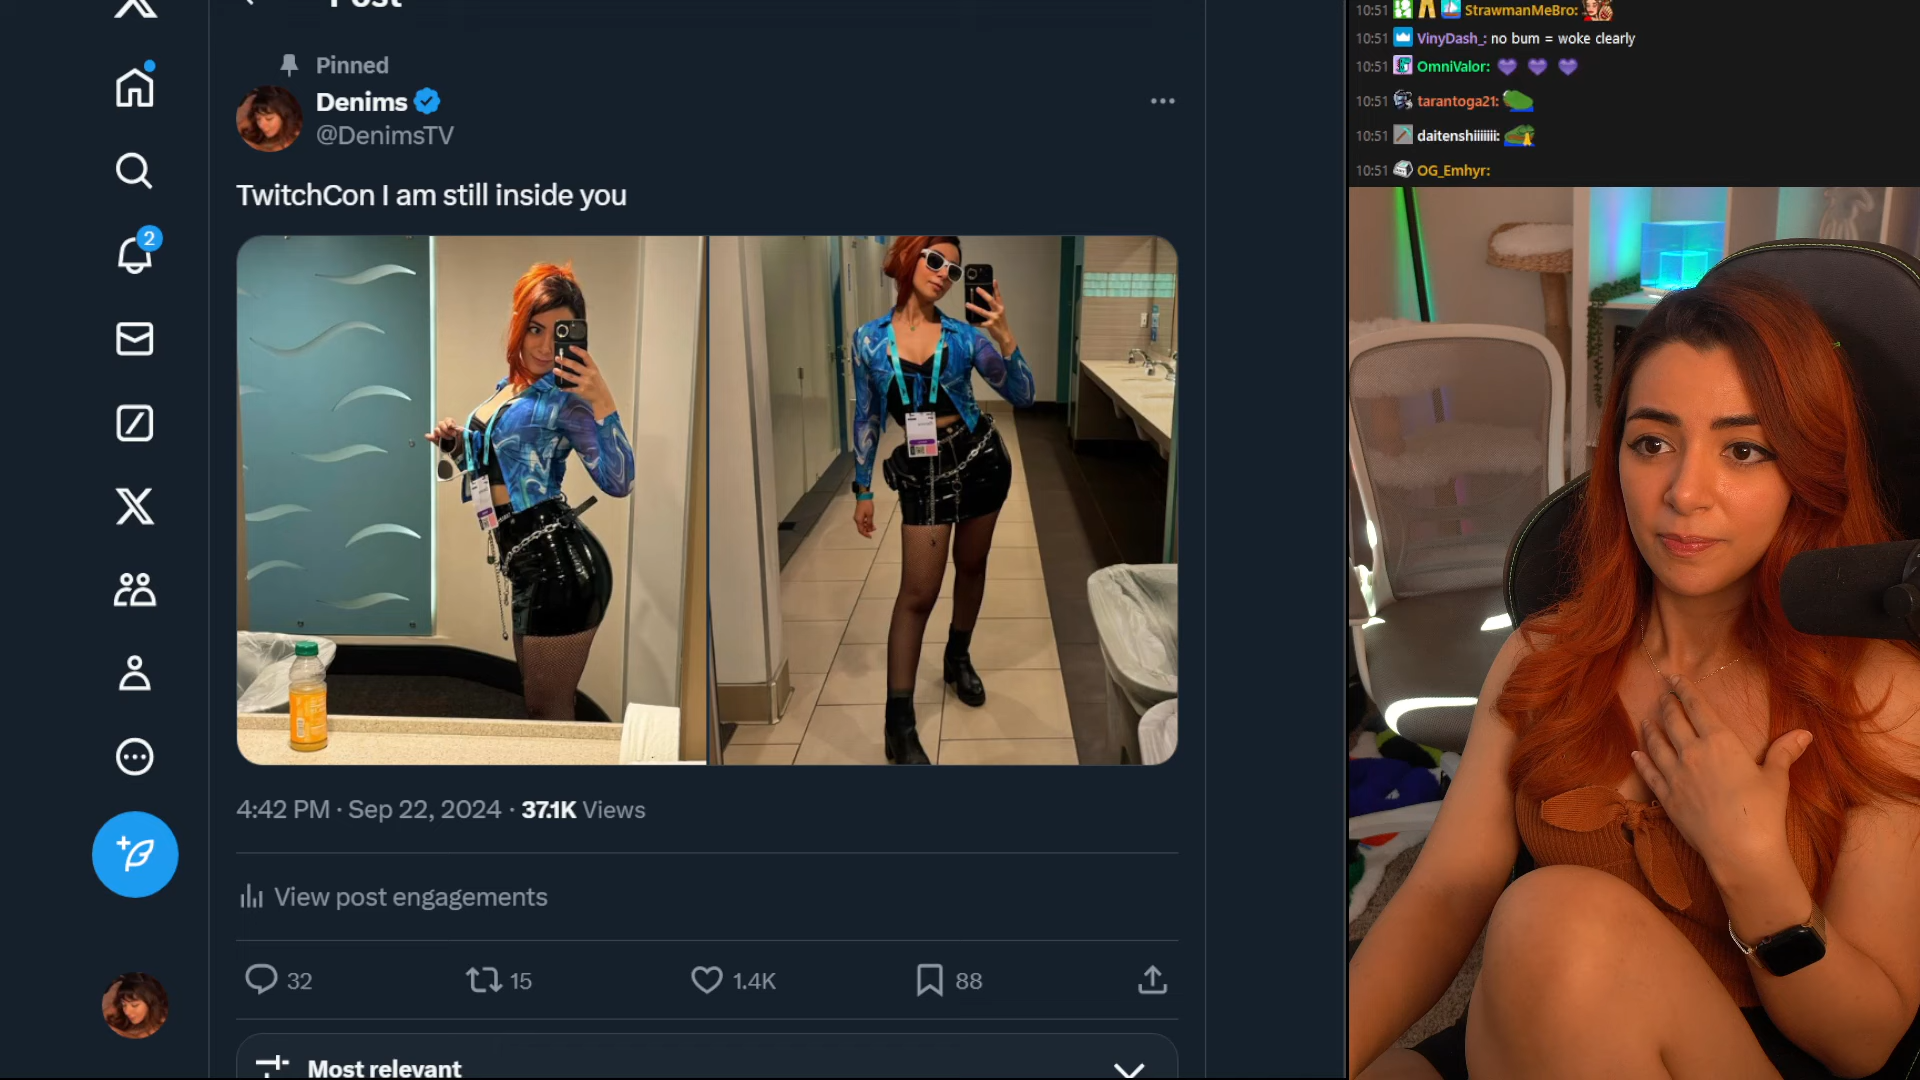 Post
Pinned
Denims
@DenimsTV
TwitchCon I am still inside you
4:42 PM · Sep 22, 2024 · 37.1K Views
View post engagements
32
15
1.4K
88
Most relevant
2
10:51 StrawmanMeBro:
10:51 VinyDash_: no bum = woke clearly
10:51 OmniValor:
10:51 tarantoga21:
10:51 daitenshiiiiiii:
10:51 OG_Emhyr: